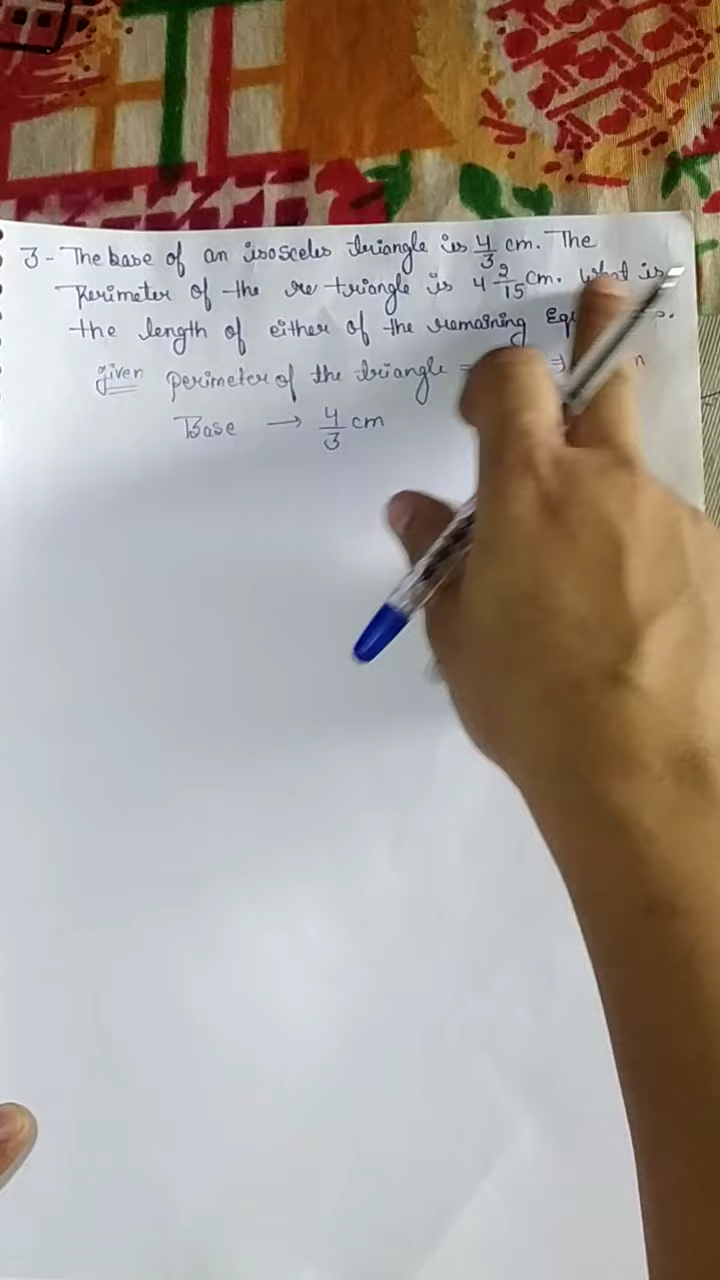 3- The base of an isosceles triangle is 4/3 cm. The
Perimeter of the re triangle is 4 2/15 cm. What is
the length of either of the remaining
given perimeter of the triangle = ⇒
Base → 4/3 cm